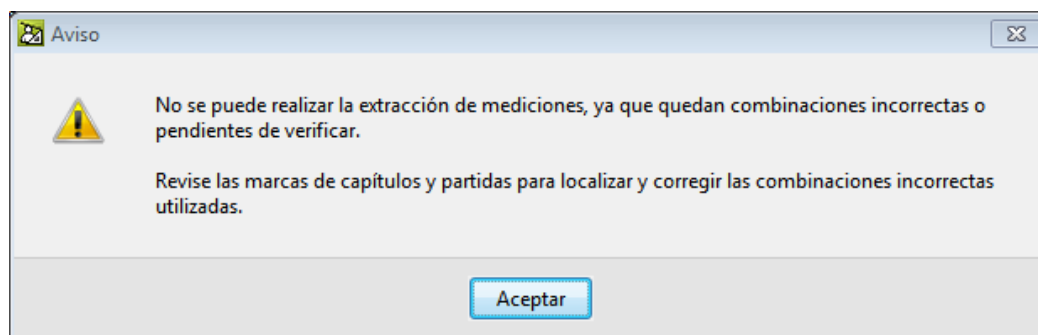 Aviso
No se puede realizar la extracción de mediciones, ya que quedan combinaciones incorrectas o
pendientes de verificar.
Revise las marcas de capítulos y partidas para localizar y corregir las combinaciones incorrectas
utilizadas.
Aceptar